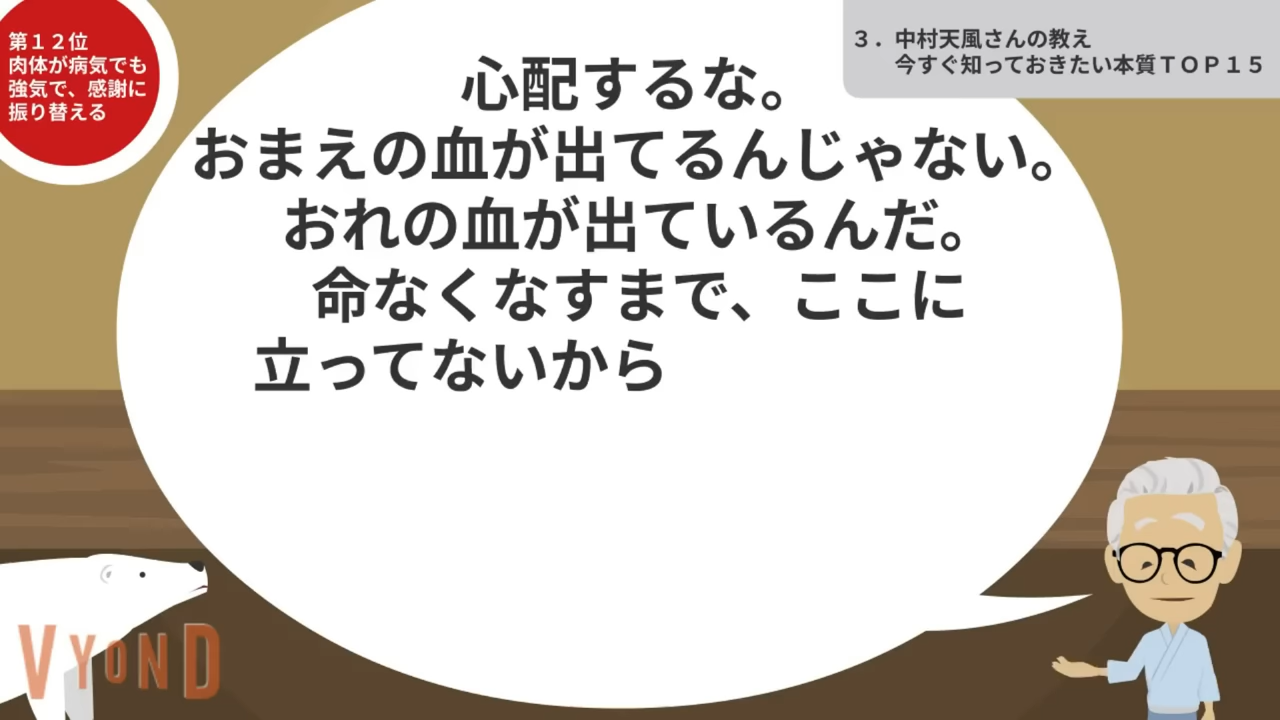 第１２位
肉体が病気でも
強気で、感謝に
振り替える
３．中村天風さんの教え
今すぐ知っておきたい本質ＴＯＰ１５
心配するな。
おまえの血が出てるんじゃない。
おれの血が出ているんだ。
命なくなすまで、ここに
立ってないから
VYOND